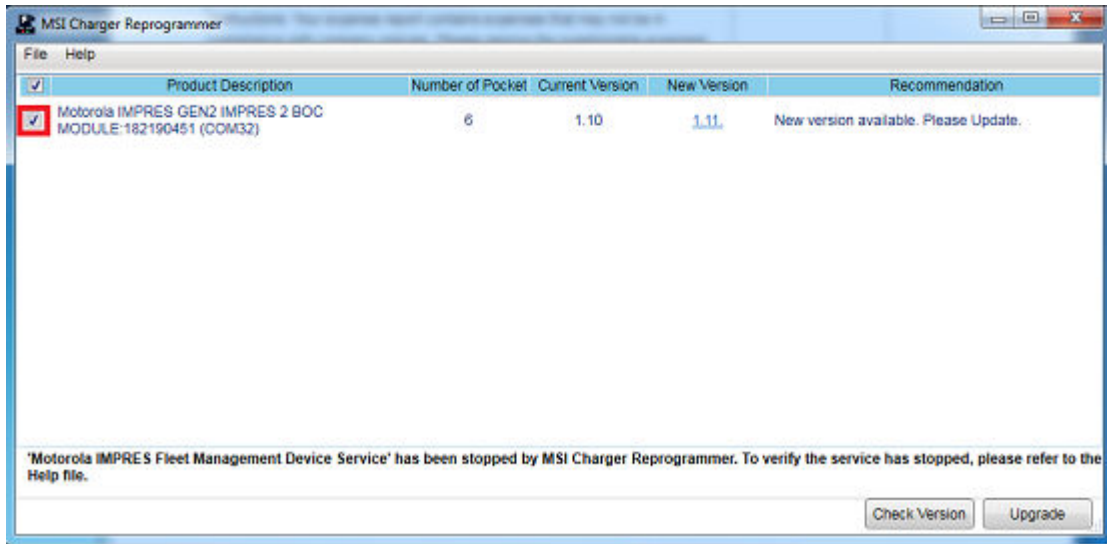 MSI Charger Reprogrammer
File Help
Product Description Number of Pocket Current Version New Version Recommendation
Motorola IMPRES GEN2 IMPRES 2 BOC
MODULE:182190451 (COM32) 6 1.10 1.11. New version available. Please Update.
'Motorola IMPRES Fleet Management Device Service' has been stopped by MSI Charger Reprogrammer. To verify the service has stopped, please refer to the
Help file.
Check Version Upgrade